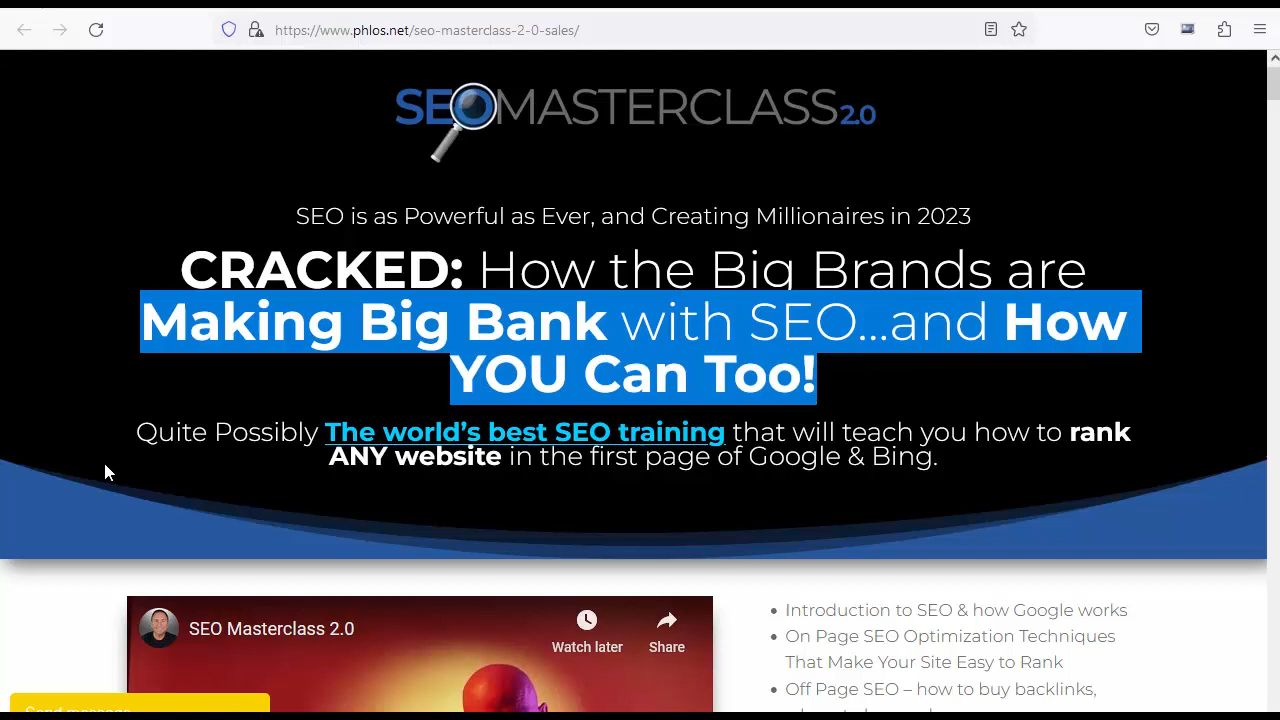 https://www.phlos.net/seo-masterclass-2-0-sales/
SEOMASTERCLASS2.0
SEO is as Powerful as Ever, and Creating Millionaires in 2023
CRACKED: How the Big Brands are
Making Big Bank with SEO...and How
YOU Can Too!
Quite Possibly The world's best SEO training that will teach you how to rank
ANY website in the first page of Google & Bing.
SEO Masterclass 2.0
Watch later
Share
Introduction to SEO & how Google works
On Page SEO Optimization Techniques
That Make Your Site Easy to Rank
Off Page SEO – how to buy backlinks,
Send message